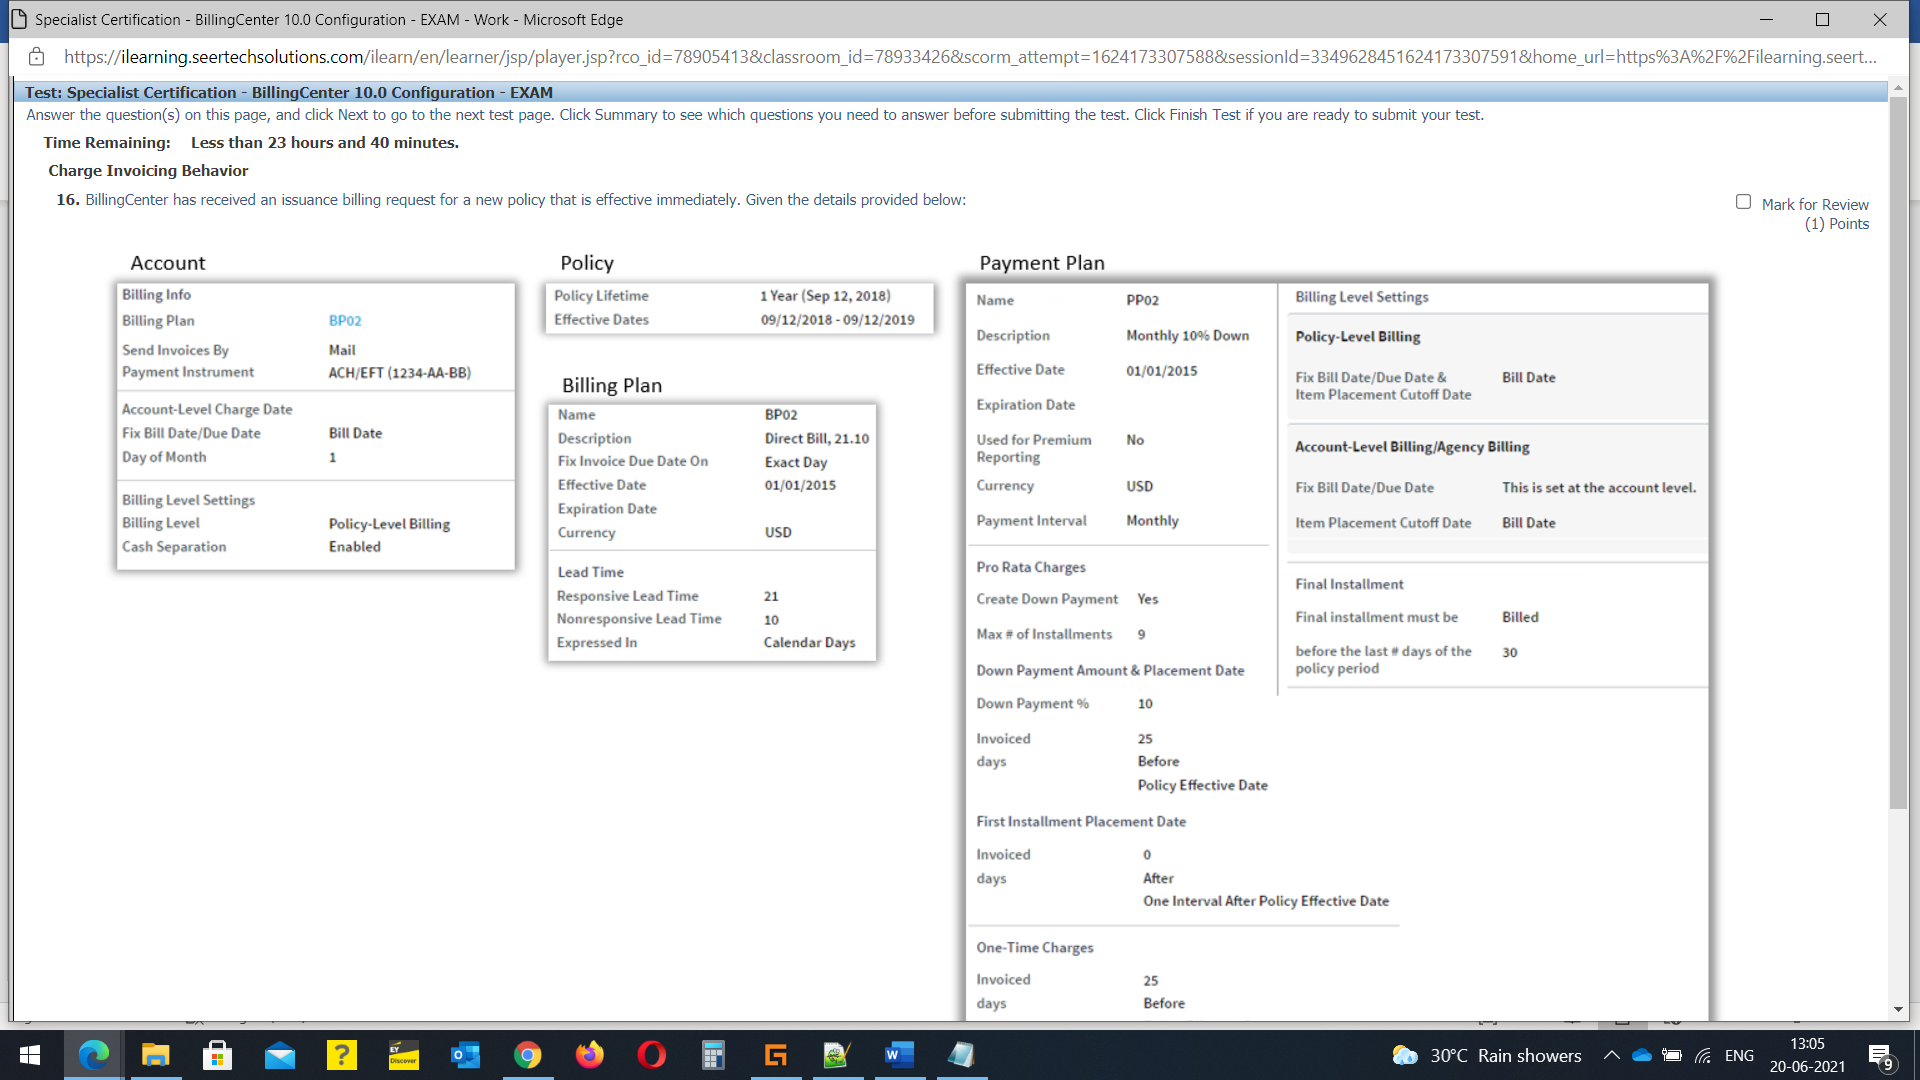 Specialist Certification - BillingCenter 10.0 Configuration - EXAM - Work - Microsoft Edge
https://ilearning.seertechsolutions.com/ilearn/en/learner/jsp/player.jsp?rco_id=78905413&classroom_id=78933426&scorm_attempt=1624173307588&sessionId=3349628451624173307591&home_url=https%3A%2F%2Filearning.seert...
Test: Specialist Certification - BillingCenter 10.0 Configuration - EXAM
Answer the question(s) on this page, and click Next to go to the next test page. Click Summary to see which questions you need to answer before submitting the test. Click Finish Test if you are ready to submit your test.
Time Remaining: Less than 23 hours and 40 minutes.
Charge Invoicing Behavior
16. BillingCenter has received an issuance billing request for a new policy that is effective immediately. Given the details provided below:
Mark for Review
(1) Points
Account
Billing Info
Billing Plan BP02
Send Invoices By Mail
Payment Instrument ACH/EFT (1234-AA-BB)
Account-Level Charge Date
Fix Bill Date/Due Date Bill Date
Day of Month 1
Billing Level Settings
Billing Level Policy-Level Billing
Cash Separation Enabled
Policy
Policy Lifetime 1 Year (Sep 12, 2018)
Effective Dates 09/12/2018 - 09/12/2019
Billing Plan
Name BP02
Description Direct Bill, 21.10
Fix Invoice Due Date On Exact Day
Effective Date 01/01/2015
Expiration Date
Currency USD
Lead Time
Responsive Lead Time 21
Nonresponsive Lead Time 10
Expressed In Calendar Days
Payment Plan
Name PP02
Description Monthly 10% Down
Effective Date 01/01/2015
Expiration Date
Used for Premium No
Reporting
Currency USD
Payment Interval Monthly
Pro Rata Charges
Create Down Payment Yes
Max # of Installments 9
Down Payment Amount & Placement Date
Down Payment % 10
Invoiced 25
days Before
Policy Effective Date
First Installment Placement Date
Invoiced 0
days After
One Interval After Policy Effective Date
One-Time Charges
Invoiced 25
days Before
Billing Level Settings
Policy-Level Billing
Fix Bill Date/Due Date & Bill Date
Item Placement Cutoff Date
Account-Level Billing/Agency Billing
Fix Bill Date/Due Date This is set at the account level.
Item Placement Cutoff Date Bill Date
Final Installment
Final installment must be Billed
before the last # days of the 30
policy period
EY
Discover
30°C Rain showers
ENG
13:05
20-06-2021
9